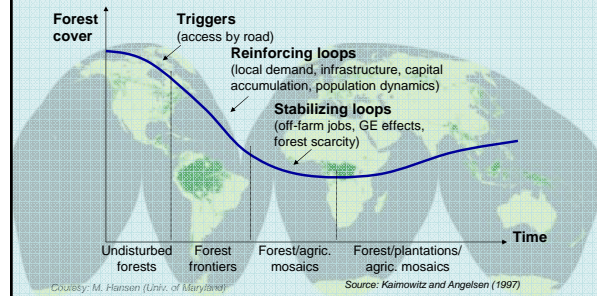 Forest
cover
Triggers
(access by road)
Reinforcing loops
(local demand, infrastructure, capital
accumulation, population dynamics)
Stabilizing loops
(off-farm jobs, GE effects,
forest scarcity)
Time
Undisturbed
forests
Forest
frontiers
Forest/agric.
mosaics
Forest/plantations/
agric. mosaics
Courtesy: M. Hansen (Univ. of Maryland)
Source: Kaimowitz and Angelsen (1997)